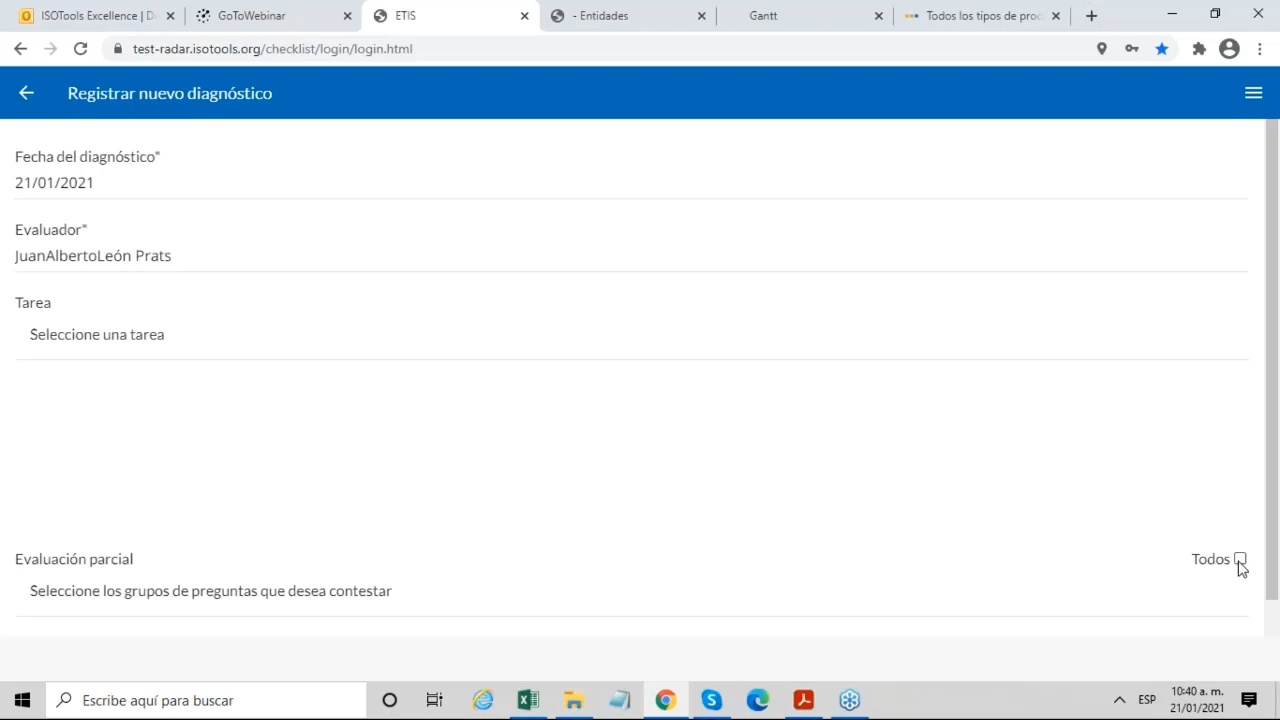 ISOTools Excellence | D
GoToWebinar
ETIS
- Entidades
Gantt
Todos los tipos de proc
test-radar.isotools.org/checklist/login/login.html
Registrar nuevo diagnóstico
Fecha del diagnóstico*
21/01/2021
Evaluador*
JuanAlbertoLeón Prats
Tarea
Seleccione una tarea
Evaluación parcial
Todos
Seleccione los grupos de preguntas que desea contestar
Escribe aquí para buscar
ESP
10:40 a. m.
21/01/2021